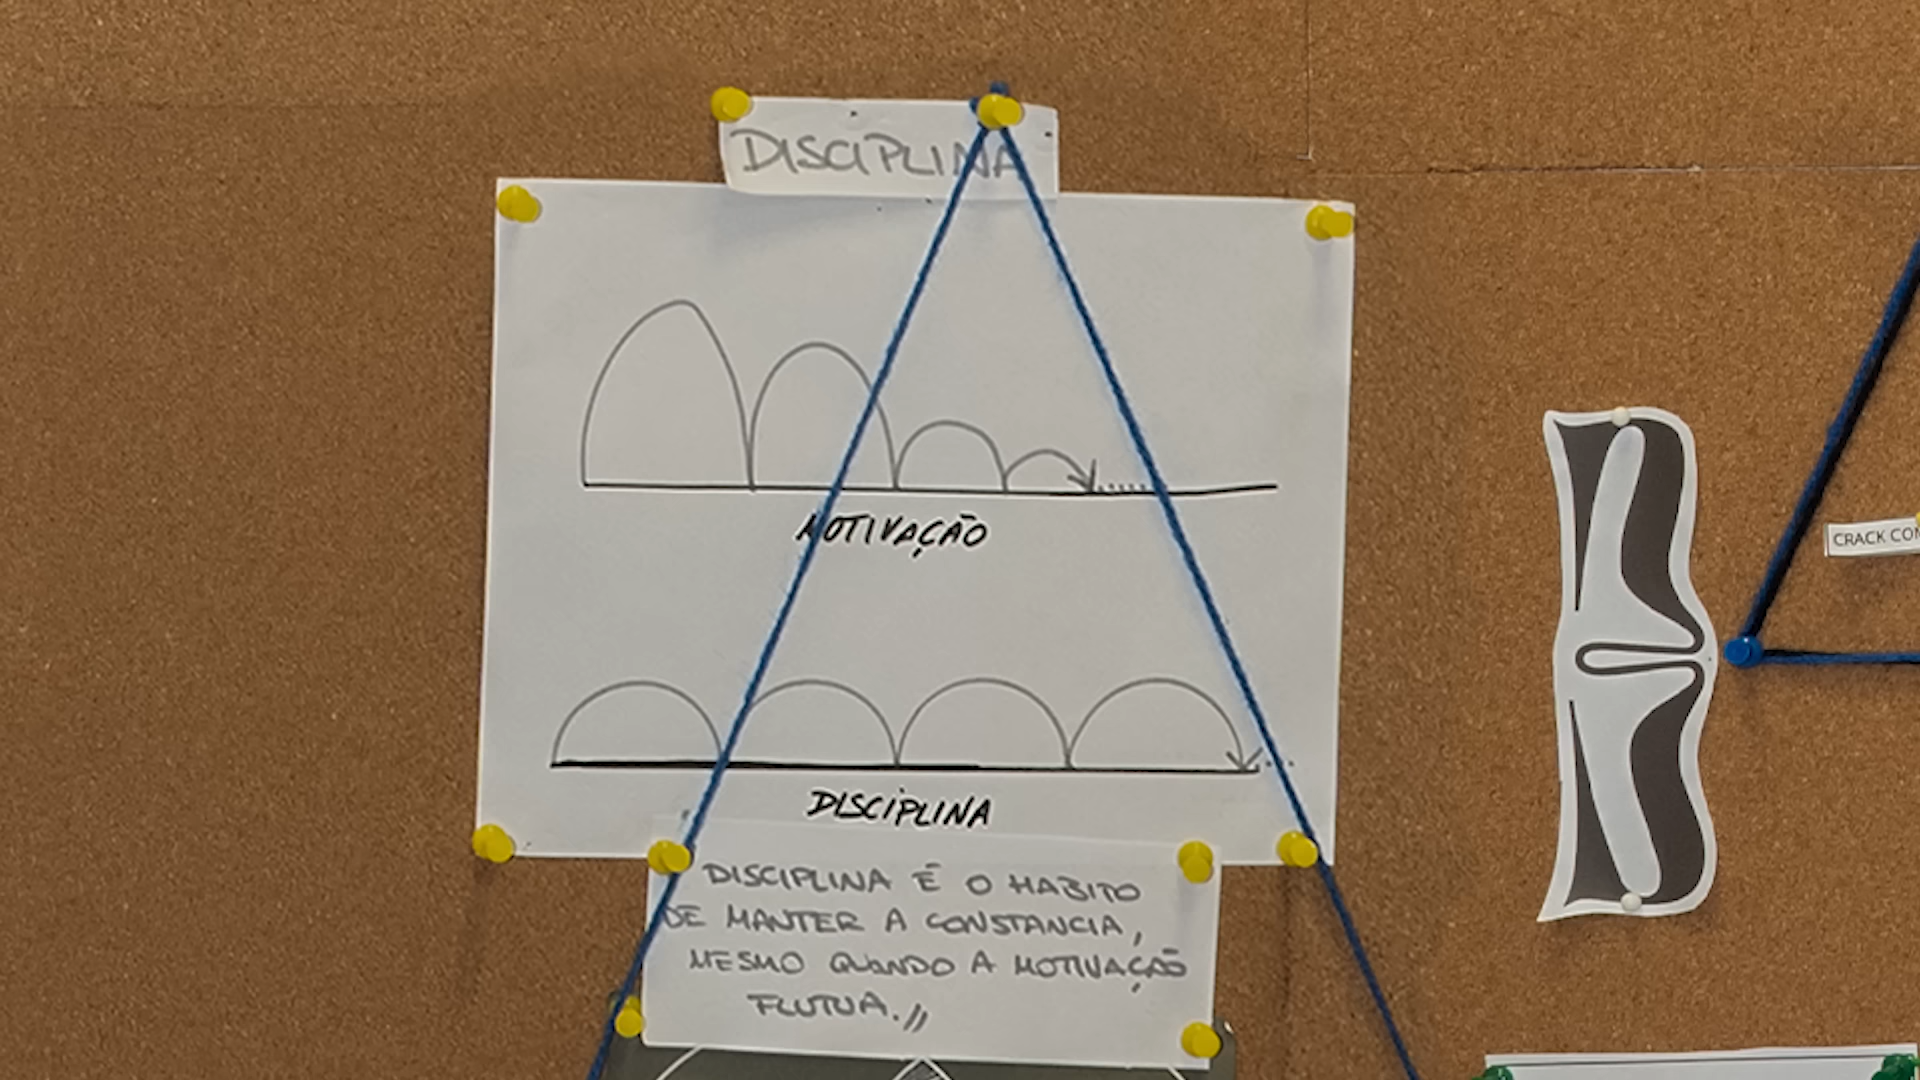 DISCIPLINA
MOTIVAÇÃO
DISCIPLINA
DISCIPLINA É O HABITO
DE MANTER A CONSTANCIA,
MESMO QUANDO A MOTIVAÇÃO
FLUTUA.//
CRACK CON